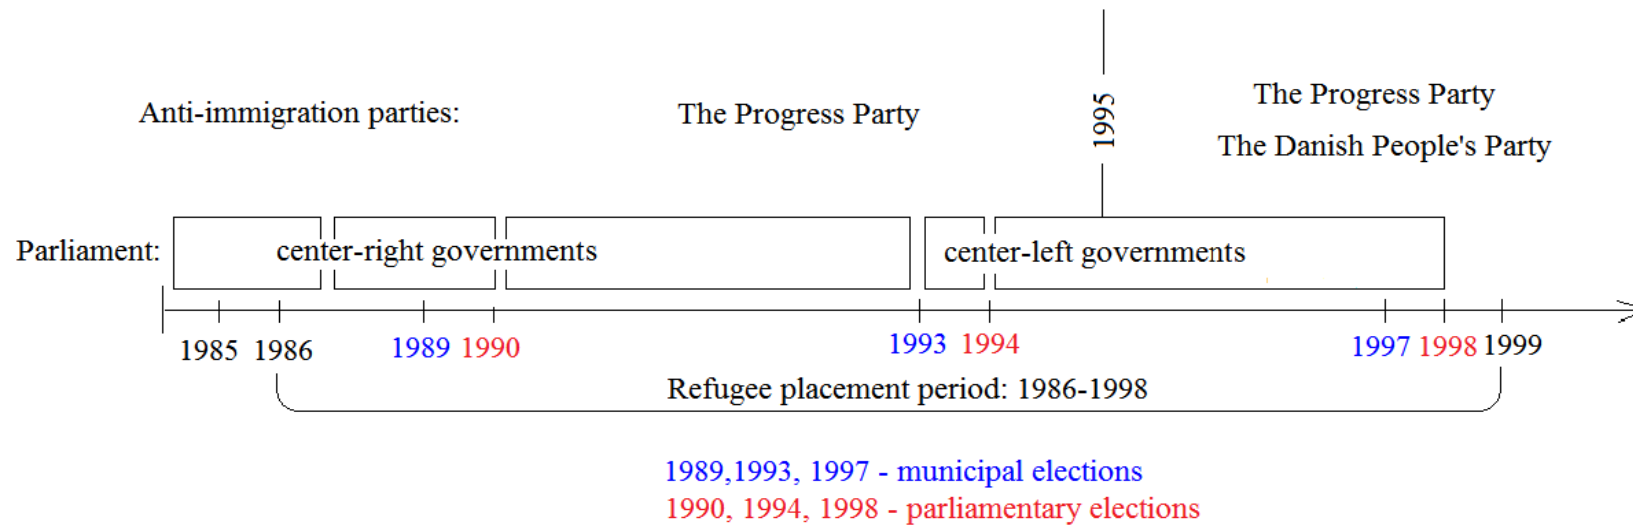 Anti-immigration parties:
The Progress Party
1995
The Progress Party
The Danish People's Party
Parliament:
center-right governments
center-left governments
1985
1986
1989
1990
1993
1994
1997
1998
1999
Refugee placement period: 1986-1998
1989,1993, 1997 - municipal elections
1990, 1994, 1998 - parliamentary elections